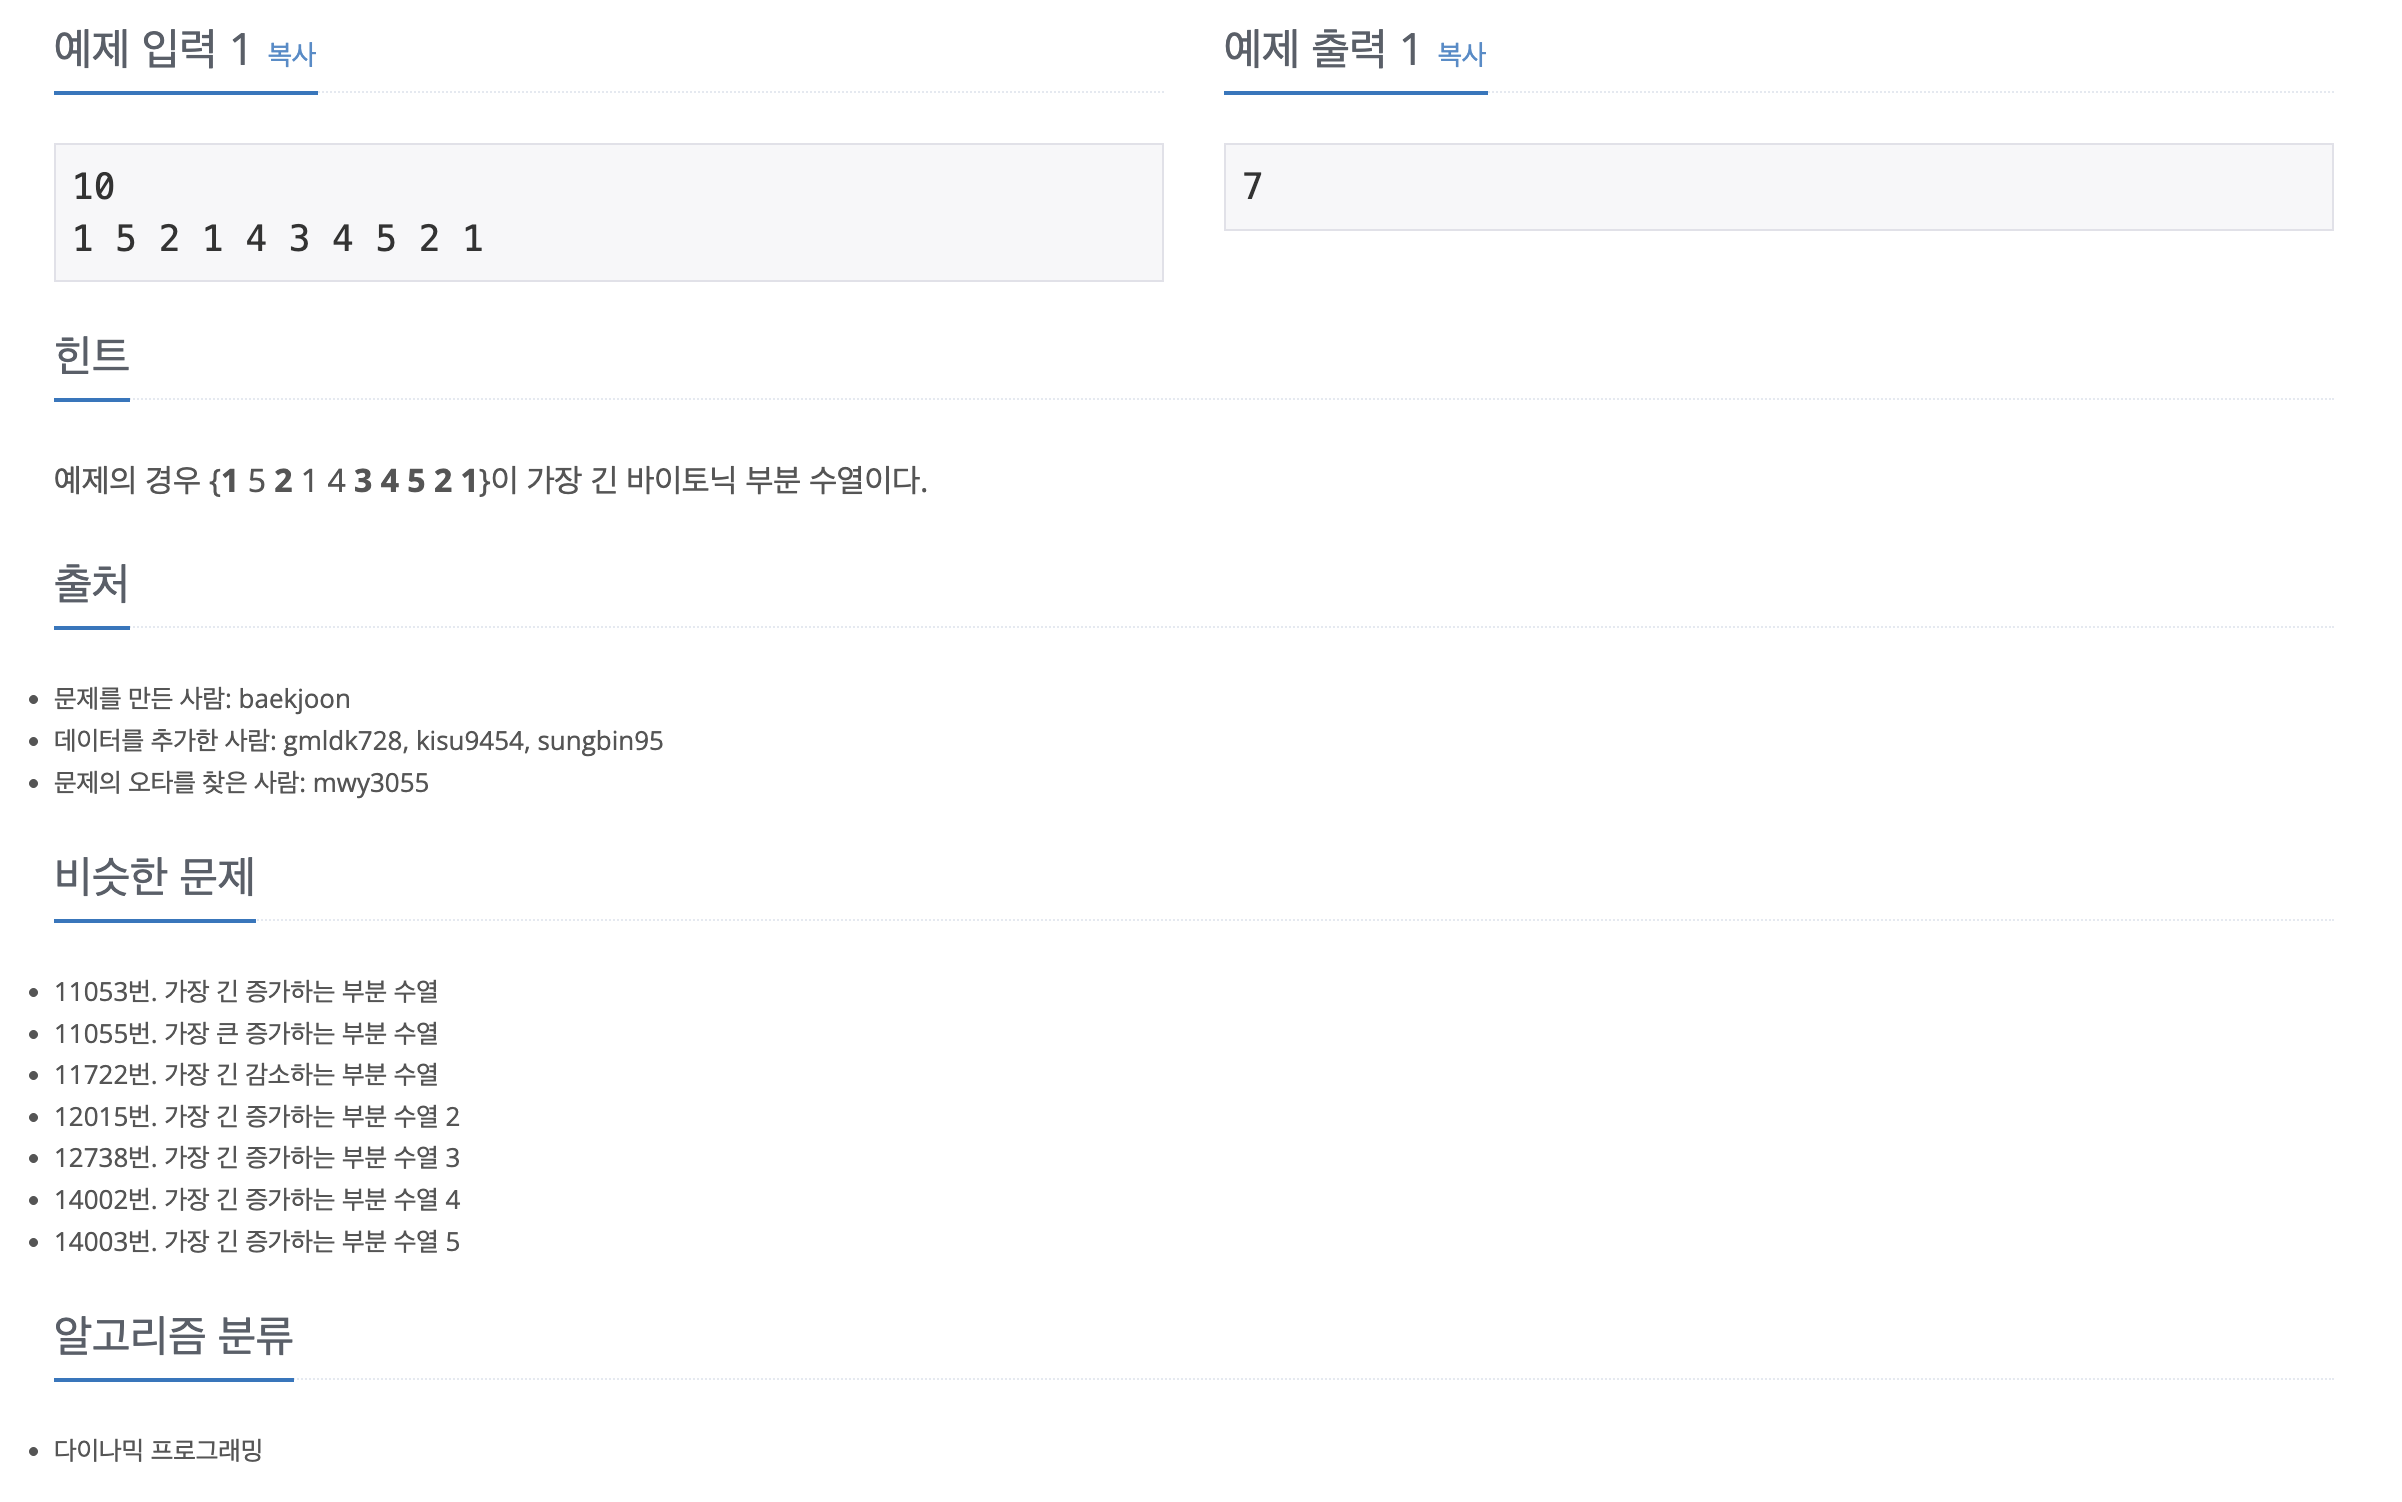 예제 입력 1 복사
10
1 5 2 1 4 3 4 5 2 1
예제 출력 1 복사
7
힌트
예제의 경우 {1 5 2 1 4 3 4 5 2 1}이 가장 긴 바이토닉 부분 수열이다.
출처
문제를 만든 사람: baekjoon
데이터를 추가한 사람: gmldk728, kisu9454, sungbin95
문제의 오타를 찾은 사람: mwy3055
비슷한 문제
11053번. 가장 긴 증가하는 부분 수열
11055번. 가장 큰 증가하는 부분 수열
11722번. 가장 긴 감소하는 부분 수열
12015번. 가장 긴 증가하는 부분 수열 2
12738번. 가장 긴 증가하는 부분 수열 3
14002번. 가장 긴 증가하는 부분 수열 4
14003번. 가장 긴 증가하는 부분 수열 5
알고리즘 분류
다이나믹 프로그래밍